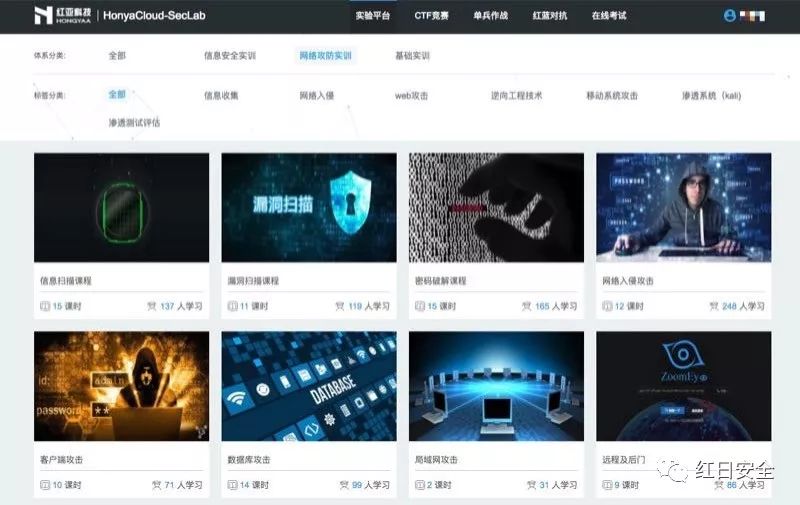 红亚科技 HONGYAA HonyaCloud-SecLab 实验平台 CTF竞赛 单兵作战 红蓝对抗 在线考试
体系分类: 全部 信息安全实训 网络攻防实训 基础实训
标签分类: 全部 信息收集 网络入侵 web攻击 逆向工程技术 移动系统攻击 渗透系统（kali)
渗透测试评估
漏洞扫描
PASSWORD
信息扫描课程 漏洞扫描课程 密码破解课程 网络入侵攻击
15 课时 137 人学习 11 课时 119 人学习 15 课时 165 人学习 12 课时 248 人学习
id: admin
password **
DATABASE
ZoomEye
客户端攻击 数据库攻击 局域网攻击 远程及后门
10 课时 71 人学习 14 课时 99 人学习 2 课时 31 人学习 9 课时 86 人学习
红日安全